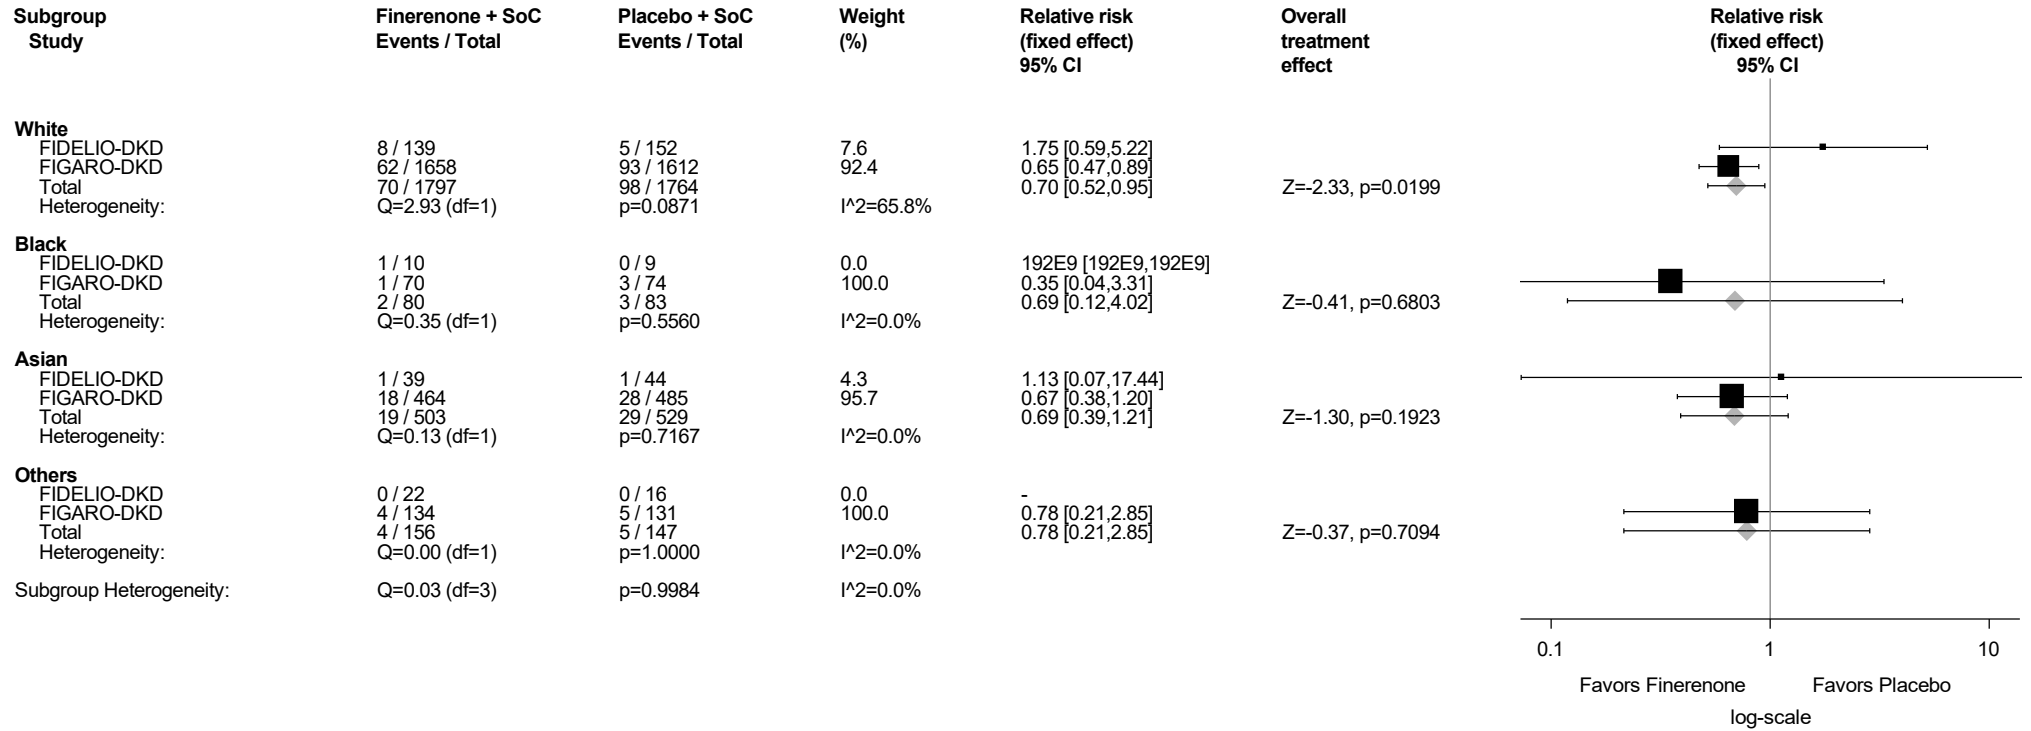 Subgroup Finerenone + SoC Placebo + SoC Weight Relative risk Overall Relative risk
Study Events / Total Events / Total (%) (fixed effect) treatment (fixed effect)
95% CI effect 95% CI
White
FIDELIO-DKD 8 / 139 5 / 152 7.6 1.75 [0.59,5.22]
FIGARO-DKD 62 / 1658 93 / 1612 92.4 0.65 [0.47,0.89]
Total 70 / 1797 98 / 1764 0.70 [0.52,0.95] Z=-2.33, p=0.0199
Heterogeneity: Q=2.93 (df=1) p=0.0871 I^2=65.8%
Black
FIDELIO-DKD 1 / 10 0 / 9 0.0 192E9 [192E9,192E9]
FIGARO-DKD 1 / 70 3 / 74 100.0 0.35 [0.04,3.31]
Total 2 / 80 3 / 83 0.69 [0.12,4.02] Z=-0.41, p=0.6803
Heterogeneity: Q=0.35 (df=1) p=0.5560 I^2=0.0%
Asian
FIDELIO-DKD 1 / 39 1 / 44 4.3 1.13 [0.07,17.44]
FIGARO-DKD 18 / 464 28 / 485 95.7 0.67 [0.38,1.20]
Total 19 / 503 29 / 529 0.69 [0.39,1.21] Z=-1.30, p=0.1923
Heterogeneity: Q=0.13 (df=1) p=0.7167 I^2=0.0%
Others
FIDELIO-DKD 0 / 22 0 / 16 0.0 -
FIGARO-DKD 4 / 134 5 / 131 100.0 0.78 [0.21,2.85]
Total 4 / 156 5 / 147 0.78 [0.21,2.85] Z=-0.37, p=0.7094
Heterogeneity: Q=0.00 (df=1) p=1.0000 I^2=0.0%
Subgroup Heterogeneity: Q=0.03 (df=3) p=0.9984 I^2=0.0%
0.1 1 10
Favors Finerenone Favors Placebo
log-scale